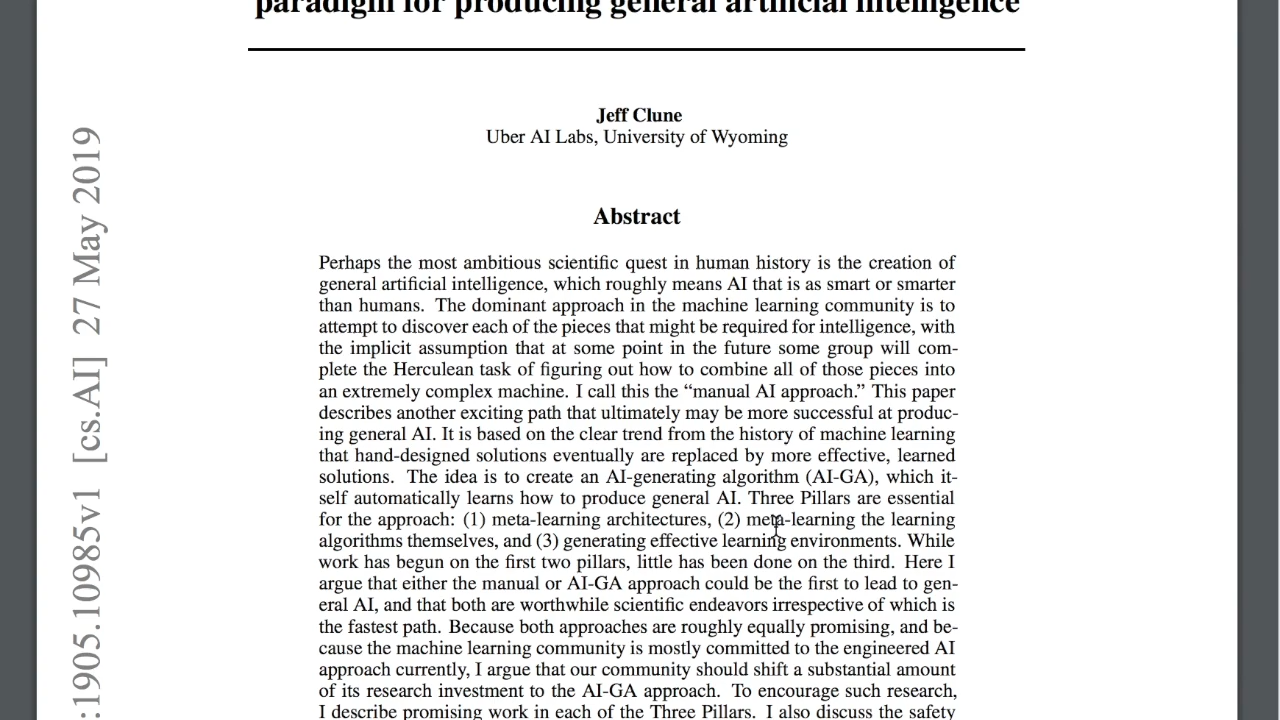 paradigm for producing general artificial intelligence
Jeff Clune
Uber AI Labs, University of Wyoming
Abstract
Perhaps the most ambitious scientific quest in human history is the creation of
general artificial intelligence, which roughly means AI that is as smart or smarter
than humans. The dominant approach in the machine learning community is to
attempt to discover each of the pieces that might be required for intelligence, with
the implicit assumption that at some point in the future some group will com-
plete the Herculean task of figuring out how to combine all of those pieces into
an extremely complex machine. I call this the “manual AI approach.” This paper
describes another exciting path that ultimately may be more successful at produc-
ing general AI. It is based on the clear trend from the history of machine learning
that hand-designed solutions eventually are replaced by more effective, learned
solutions. The idea is to create an AI-generating algorithm (AI-GA), which it-
self automatically learns how to produce general AI. Three Pillars are essential
for the approach: (1) meta-learning architectures, (2) meta-learning the learning
algorithms themselves, and (3) generating effective learning environments. While
work has begun on the first two pillars, little has been done on the third. Here I
argue that either the manual or AI-GA approach could be the first to lead to gen-
eral AI, and that both are worthwhile scientific endeavors irrespective of which is
the fastest path. Because both approaches are roughly equally promising, and be-
cause the machine learning community is mostly committed to the engineered AI
approach currently, I argue that our community should shift a substantial amount
of its research investment to the AI-GA approach. To encourage such research,
I describe promising work in each of the Three Pillars. I also discuss the safety
:1905.10985v1 [cs.AI] 27 May 2019